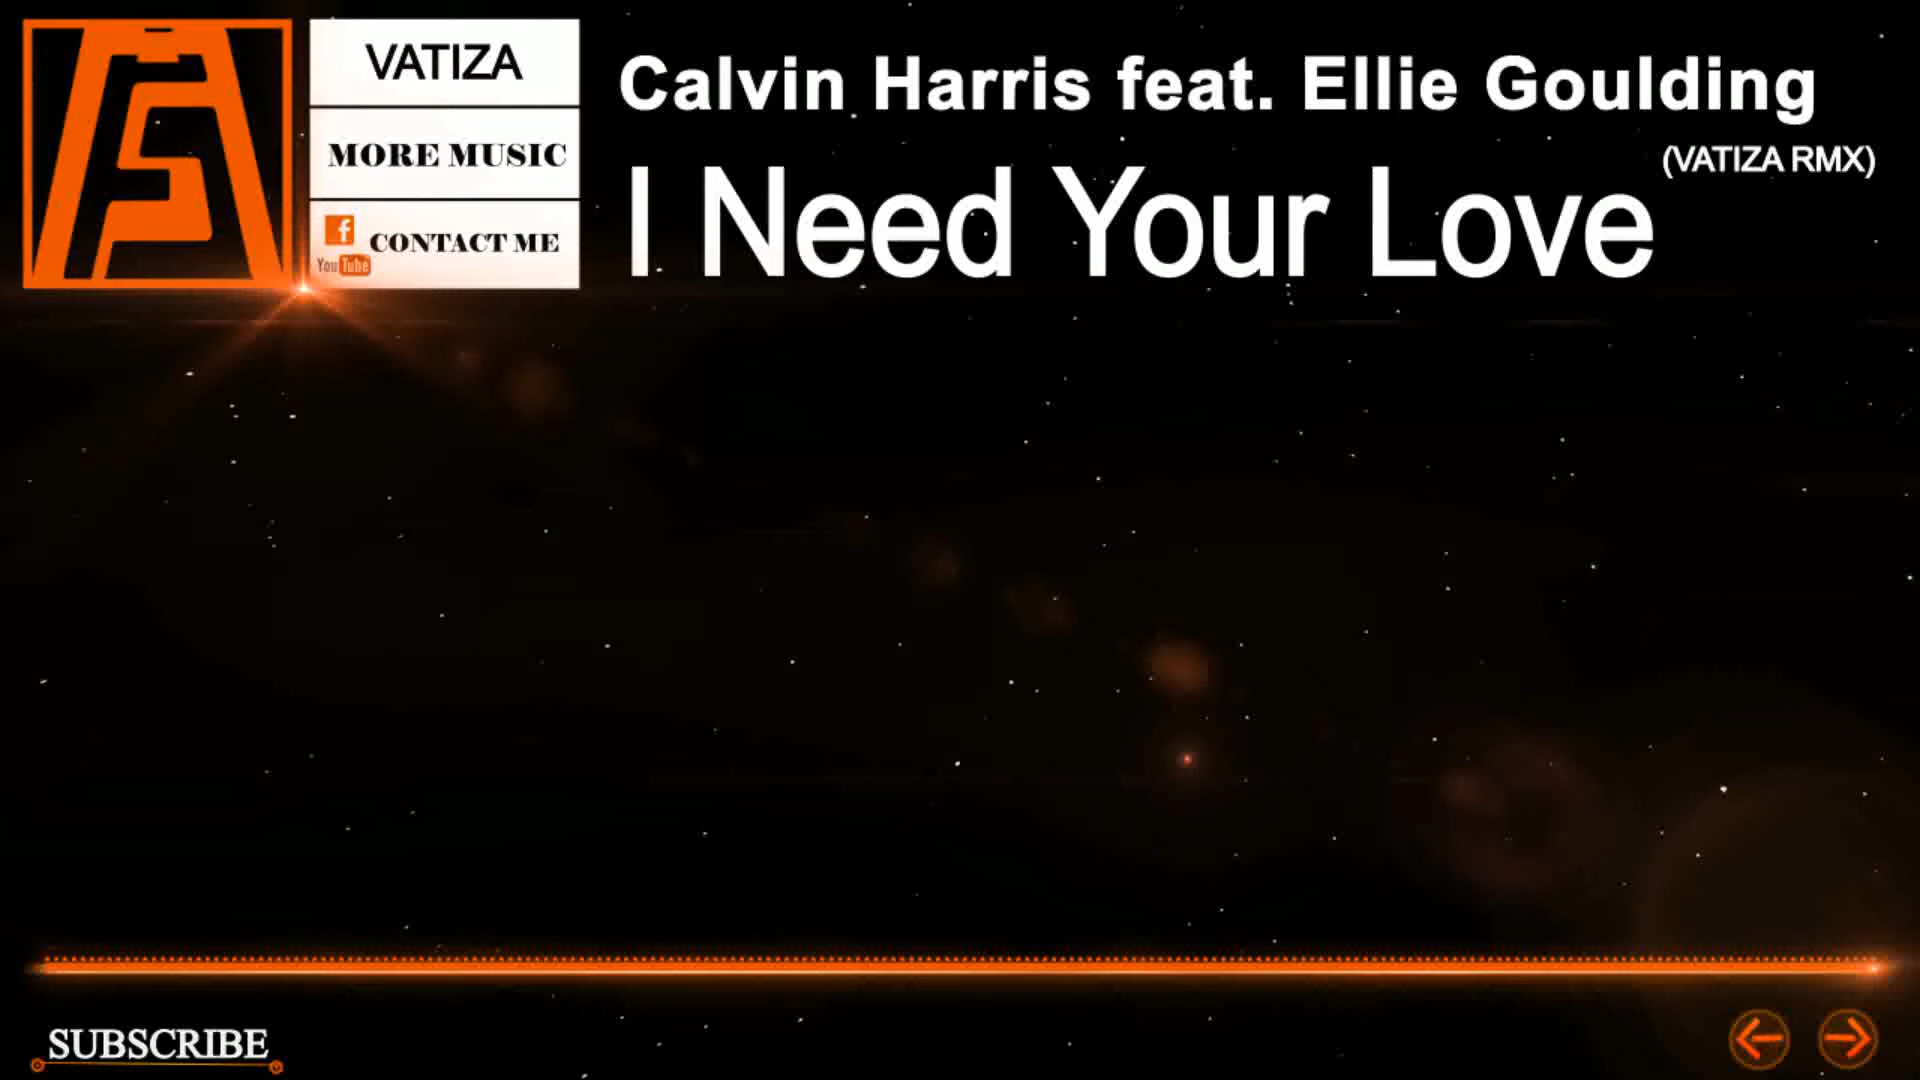 VATIZA
MORE MUSIC
f CONTACT ME
YouTube
Calvin Harris feat. Ellie Goulding
(VATIZA RMX)
I Need Your Love
SUBSCRIBE